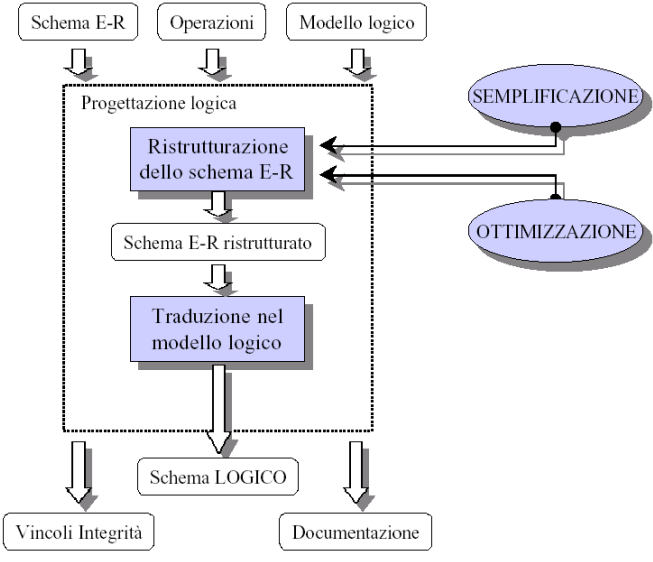 Schema E-R
Operazioni
Modello logico
Progettazione logica
SEMPLIFICAZIONE
Ristrutturazione
dello schema E-R
Schema E-R ristrutturato
OTTIMIZZAZIONE
Traduzione nel
modello logico
Schema LOGICO
Vincoli Integrità
Documentazione